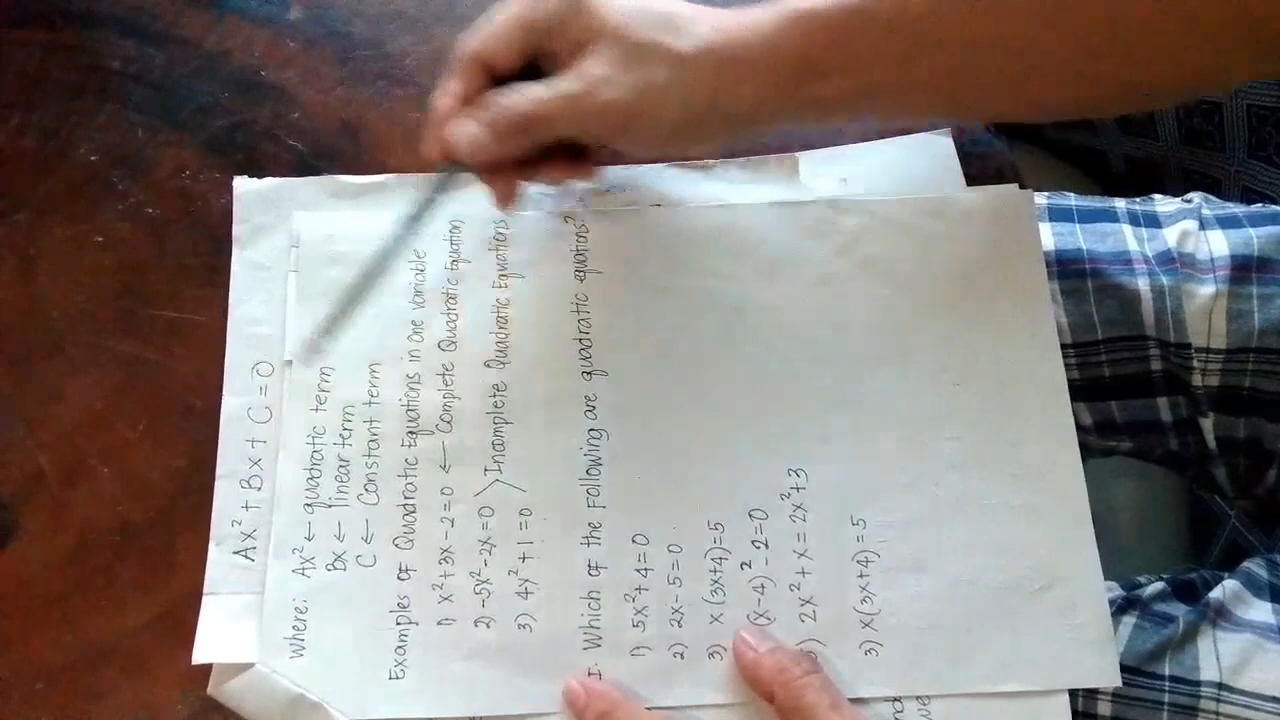 Ax² + Bx + C = 0
where: Ax² ← quadratic term
Bx ← linear term
C ← Constant term
Examples of Quadratic Equations in one variable
1) x² + 3x - 2 = 0 ← Complete Quadratic Equation
2) -5x² - 2x = 0
3) 4y² + 1 = 0 > Incomplete Quadratic Equations
I. Which of the Following are quadratic equations?
1) 5x² + 4 = 0
2) 2x - 5 = 0
3) x (3x+4) = 5
(x-4)² - 2 = 0
) 2x² + x = 2x² + 3
3) x(3x+4) = 5